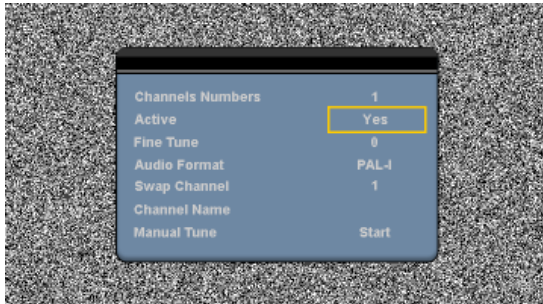 Channels Numbers 1
Active Yes
Fine Tune 0
Audio Format PAL-I
Swap Channel 1
Channel Name
Manual Tune Start